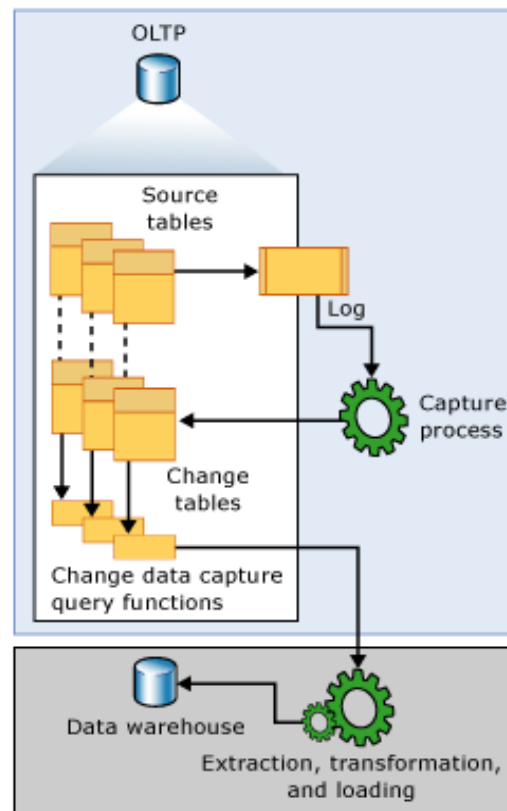 OLTP
Source
tables
Log
Capture
process
Change
tables
Change data capture
query functions
Data warehouse
Extraction, transformation,
and loading